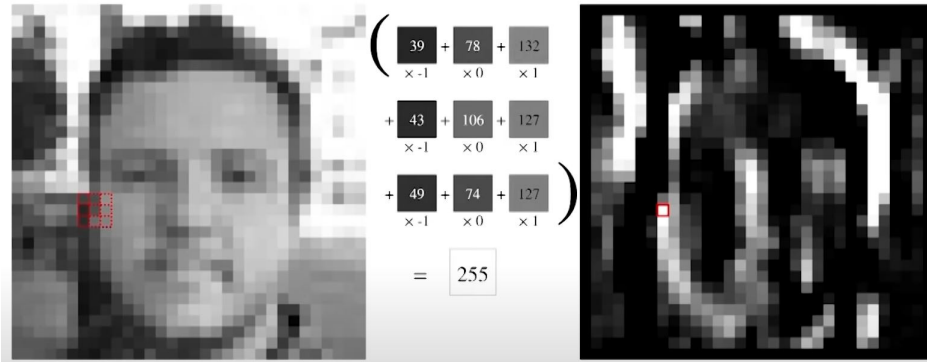 ( 39 + 78 + 132
× -1 × 0 × 1
+ 43 + 106 + 127
× -1 × 0 × 1
+ 49 + 74 + 127 )
× -1 × 0 × 1
= 255